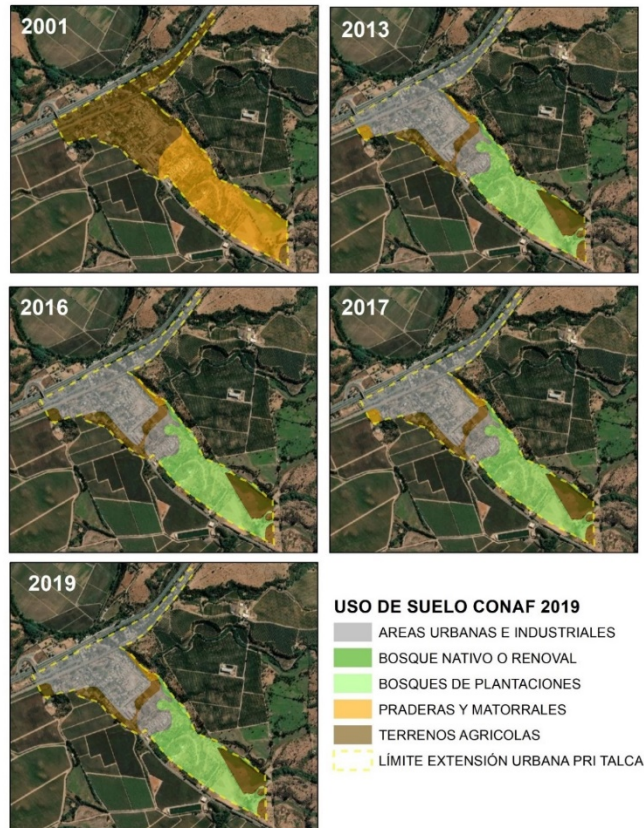 2001
2013
2016
2017
2019
USO DE SUELO CONAF 2019
AREAS URBANAS E INDUSTRIALES
BOSQUE NATIVO O RENOVAL
BOSQUES DE PLANTACIONES
PRADERAS Y MATORRALES
TERRENOS AGRICOLAS
LÍMITE EXTENSIÓN URBANA PRI TALCA